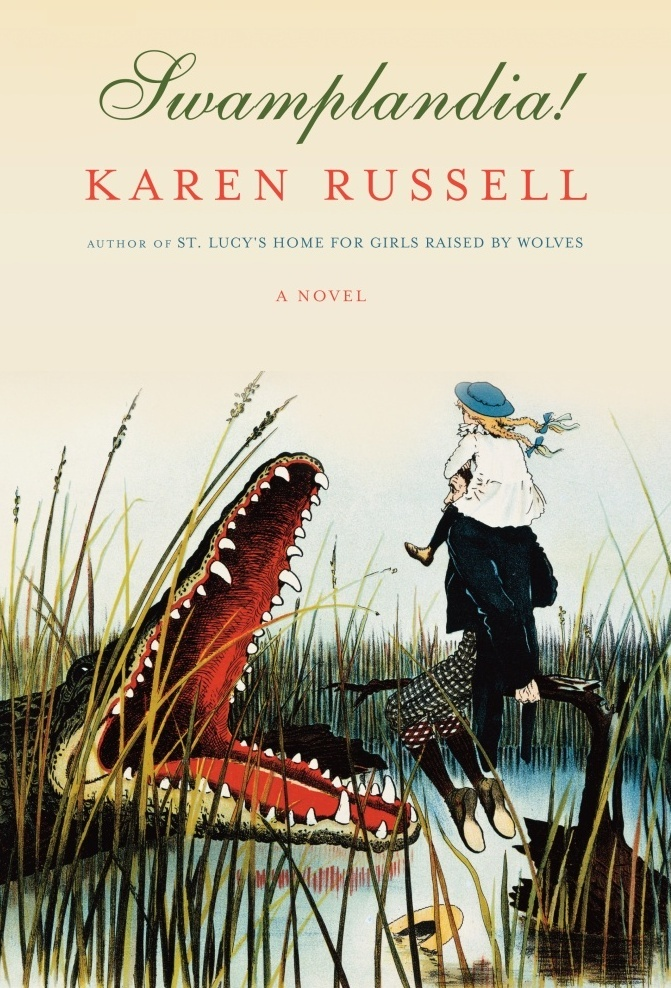 Swamplandia!
KAREN RUSSELL
AUTHOR OF ST. LUCY'S HOME FOR GIRLS RAISED BY WOLVES
A NOVEL